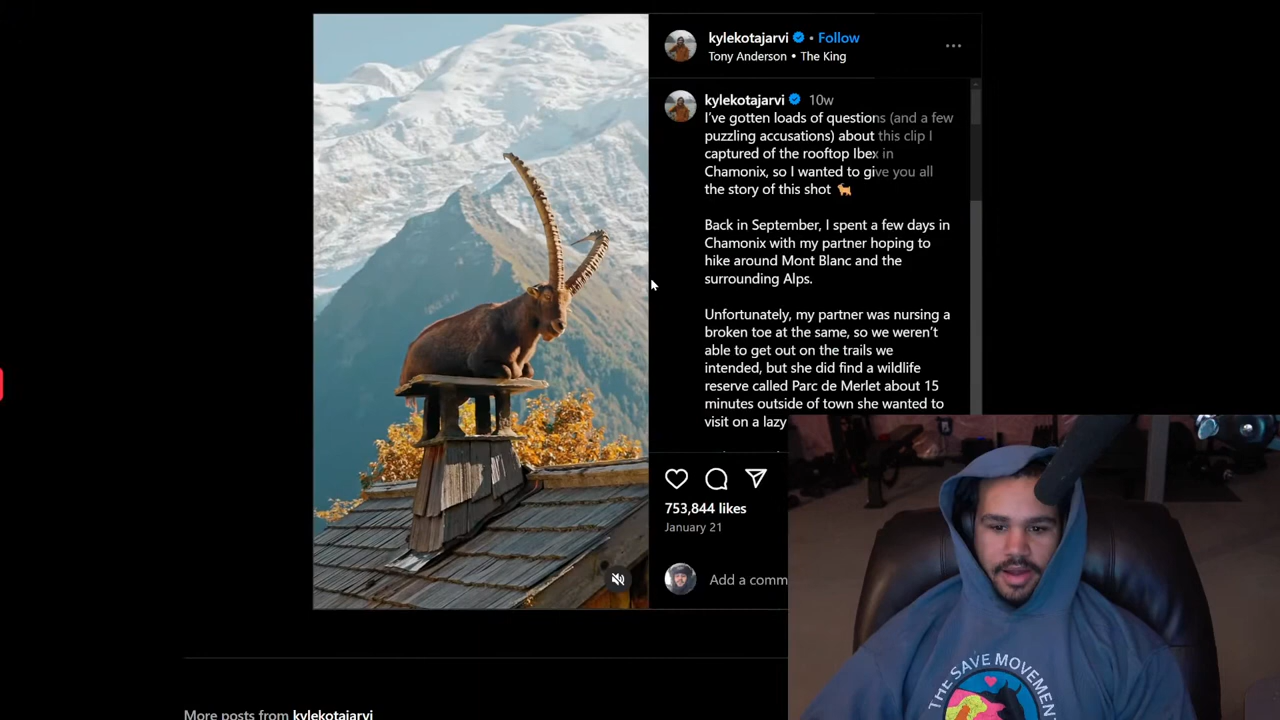 kylekotajarvi • Follow
Tony Anderson • The King
kylekotajarvi 10w
I've gotten loads of questions (and a few
puzzling accusations) about this clip I
captured of the rooftop Ibex in
Chamonix, so I wanted to give you all
the story of this shot 🐐
Back in September, I spent a few days in
Chamonix with my partner hoping to
hike around Mont Blanc and the
surrounding Alps.
Unfortunately, my partner was nursing a
broken toe at the same, so we weren't
able to get out on the trails we
intended, but she did find a wildlife
reserve called Parc de Merlet about 15
minutes outside of town she wanted to
visit on a lazy
753,844 likes
January 21
Add a comm
THE SAVE MOVEMENT
More posts from kylekotajarvi